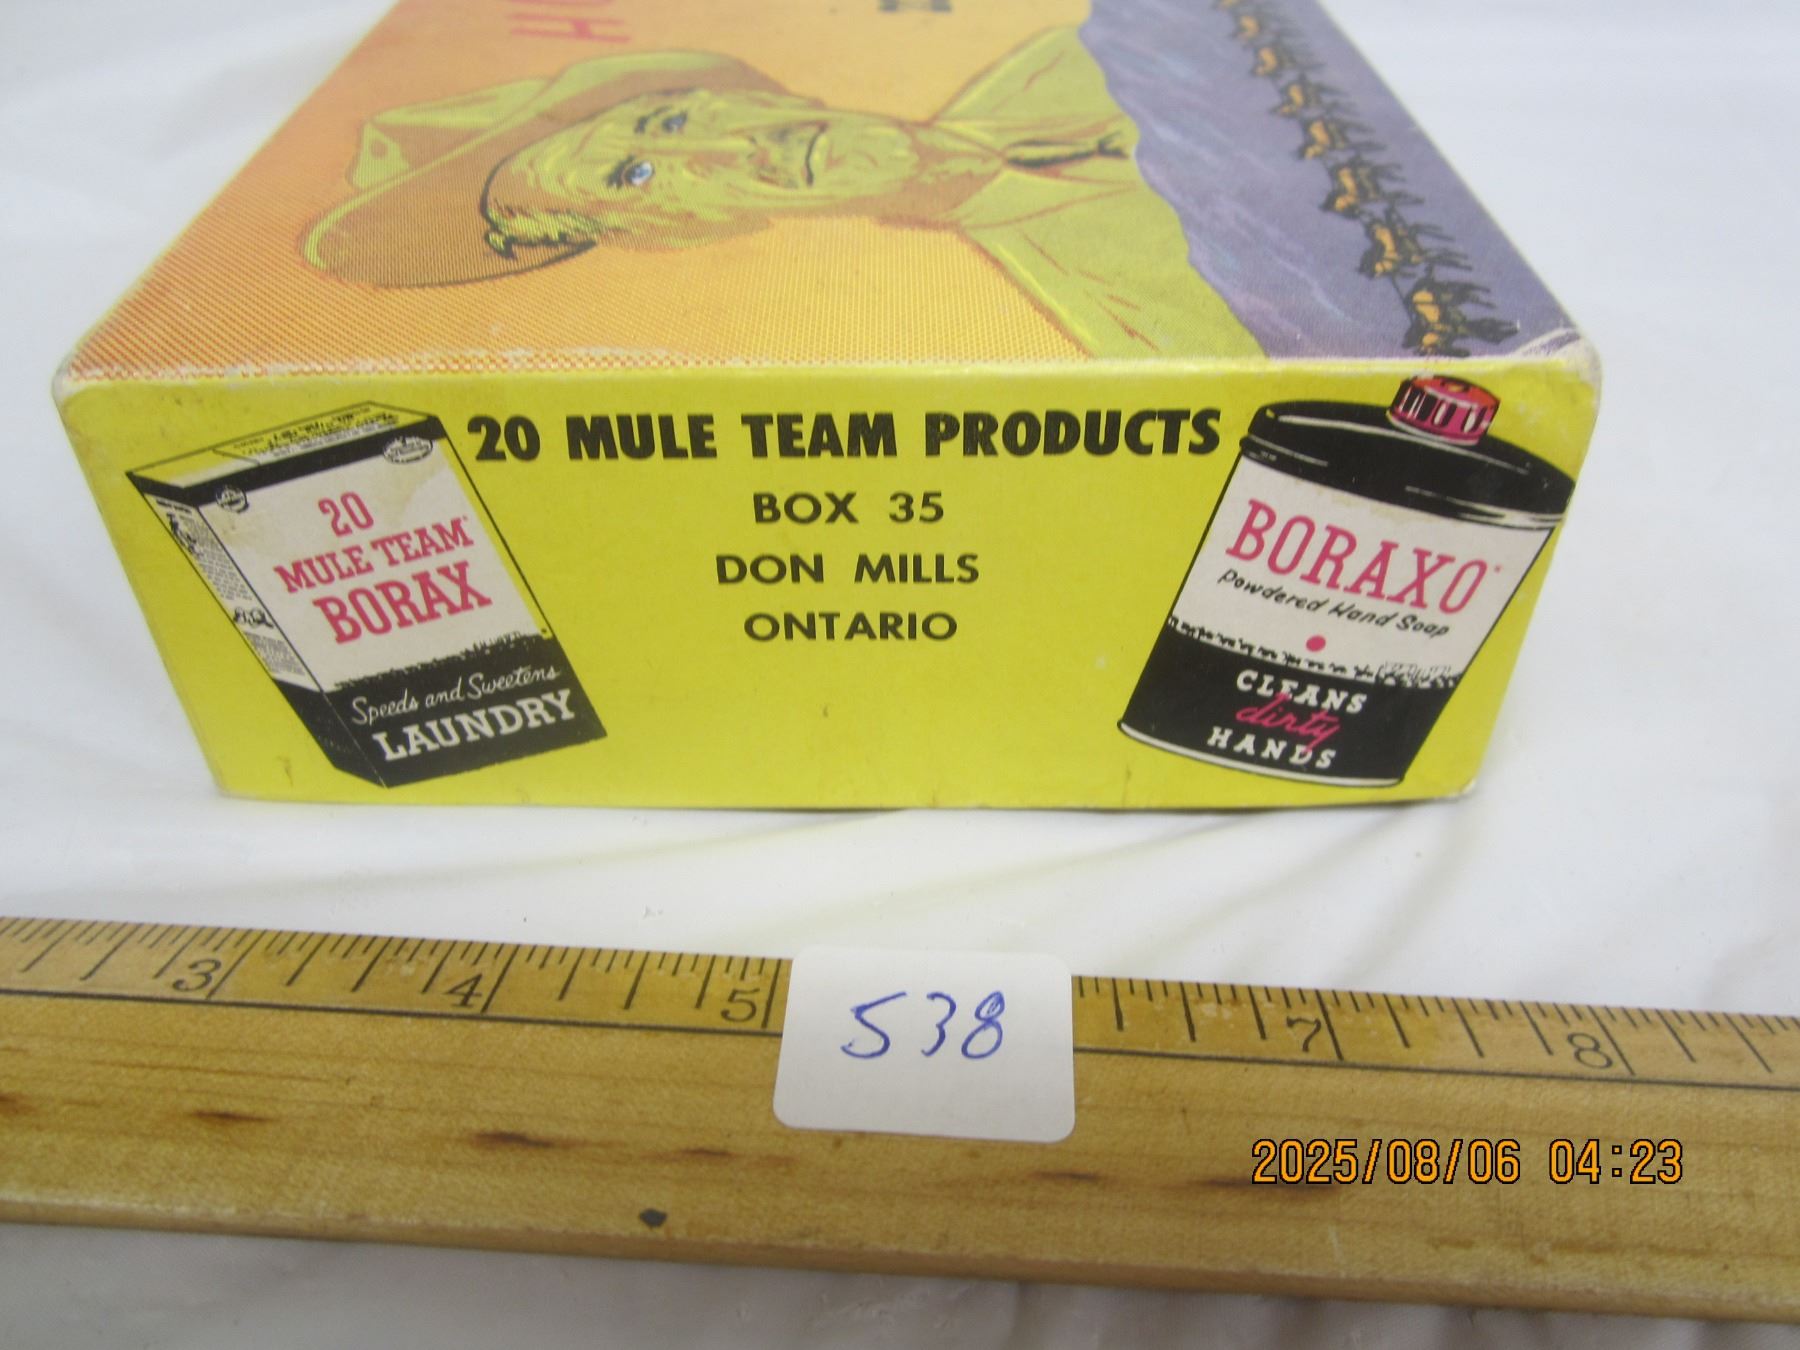 HO
20 MULE TEAM PRODUCTS
BOX 35
DON MILLS
ONTARIO
20
MULE TEAM
BORAX
Speeds and Sweetens
LAUNDRY
BORAXO
Powdered Hand Soap
CLEANS
dirty
HANDS
3 4 5 7 8
538
2025/08/06 04:23